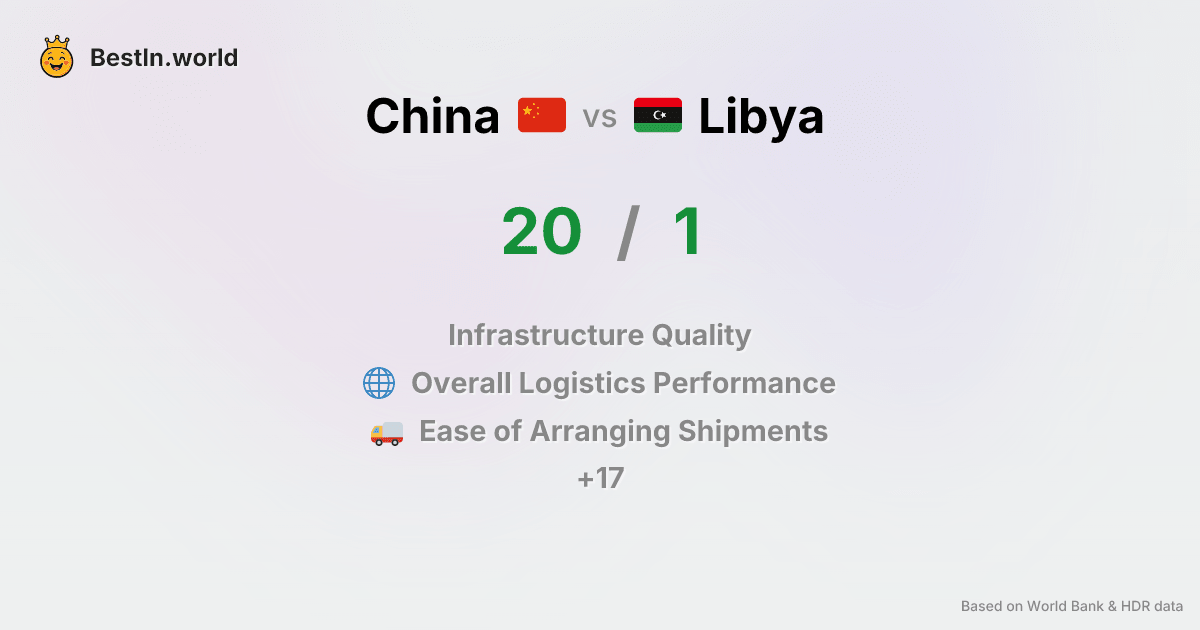 BestIn.world
China vs Libya
20 / 1
Infrastructure Quality
Overall Logistics Performance
Ease of Arranging Shipments
+17
Based on World Bank & HDR data